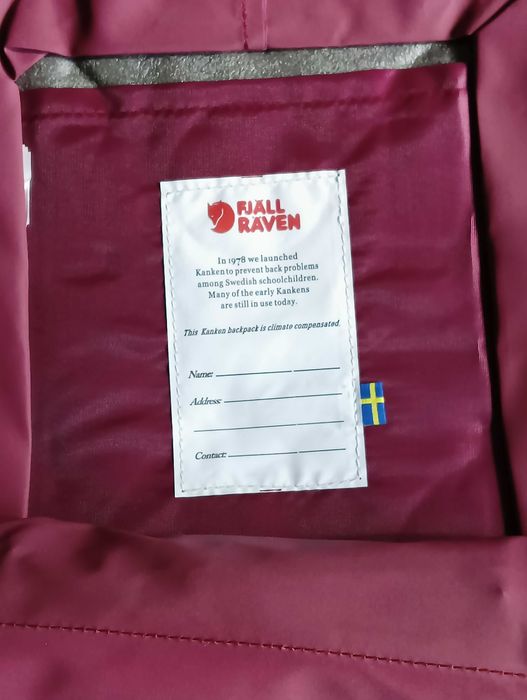 FJÄLL
RÄVEN
In 1978 we launched
Kanken to prevent back problems
among Swedish schoolchildren.
Many of the early Kankens
are still in use today.
This Kanken backpack is climate compensated.
Name:
Address:
Contact: